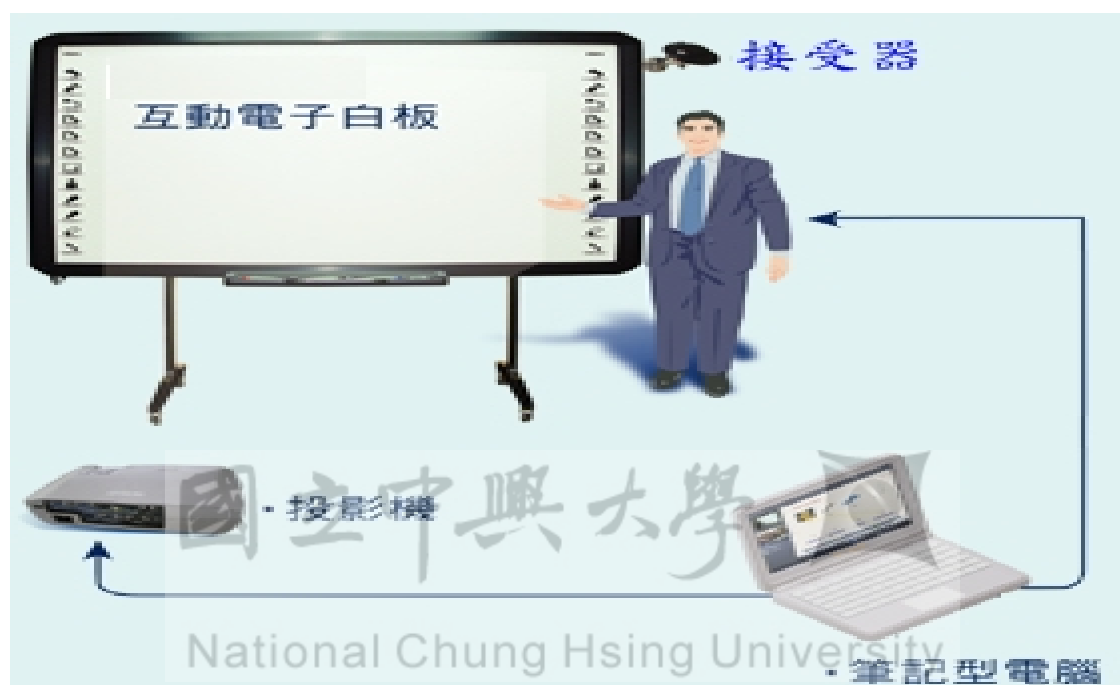 接受器
互動電子白板
·投影機
國立中興大學
National Chung Hsing University
·筆記型電腦